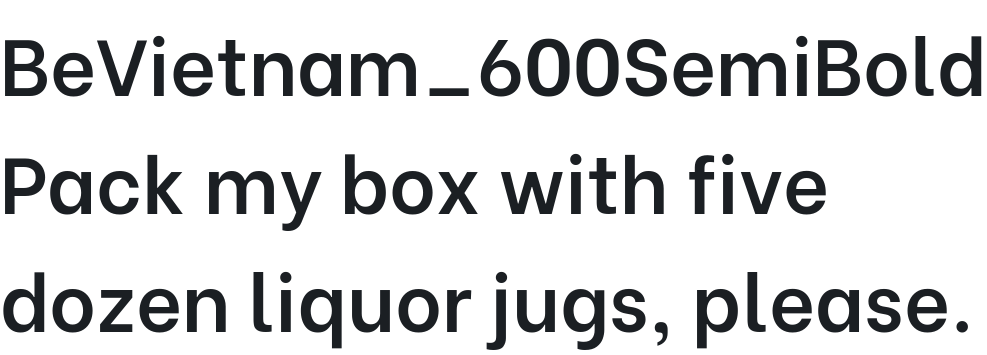 BeVietnam_600SemiBold
Pack my box with five
dozen liquor jugs, please.